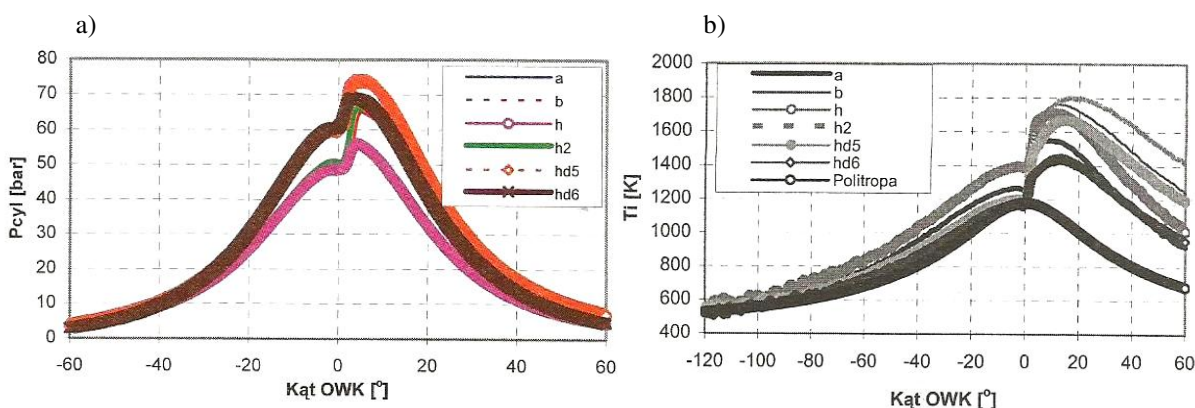 a)
80
70
60
50
40
30
20
10
0
Pcyl [bar]
-60
-40
-20
0
20
40
60
Kąt OWK [°]
a
b
h
h2
hd5
hd6
b)
2000
1800
1600
1400
1200
1000
800
600
400
Ti [K]
-120
-100
-80
-60
-40
-20
0
20
40
60
Kąt OWK [°]
a
b
h
h2
hd5
hd6
Politropa